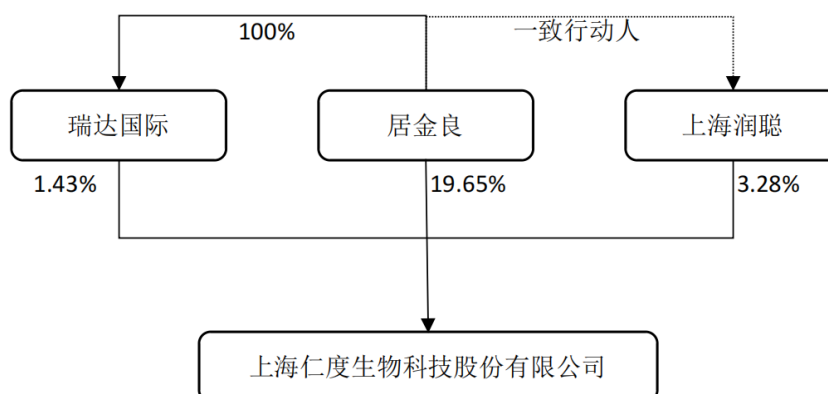 100%
一致行动人
瑞达国际
居金良
上海润聪
1.43%
19.65%
3.28%
上海仁度生物科技股份有限公司